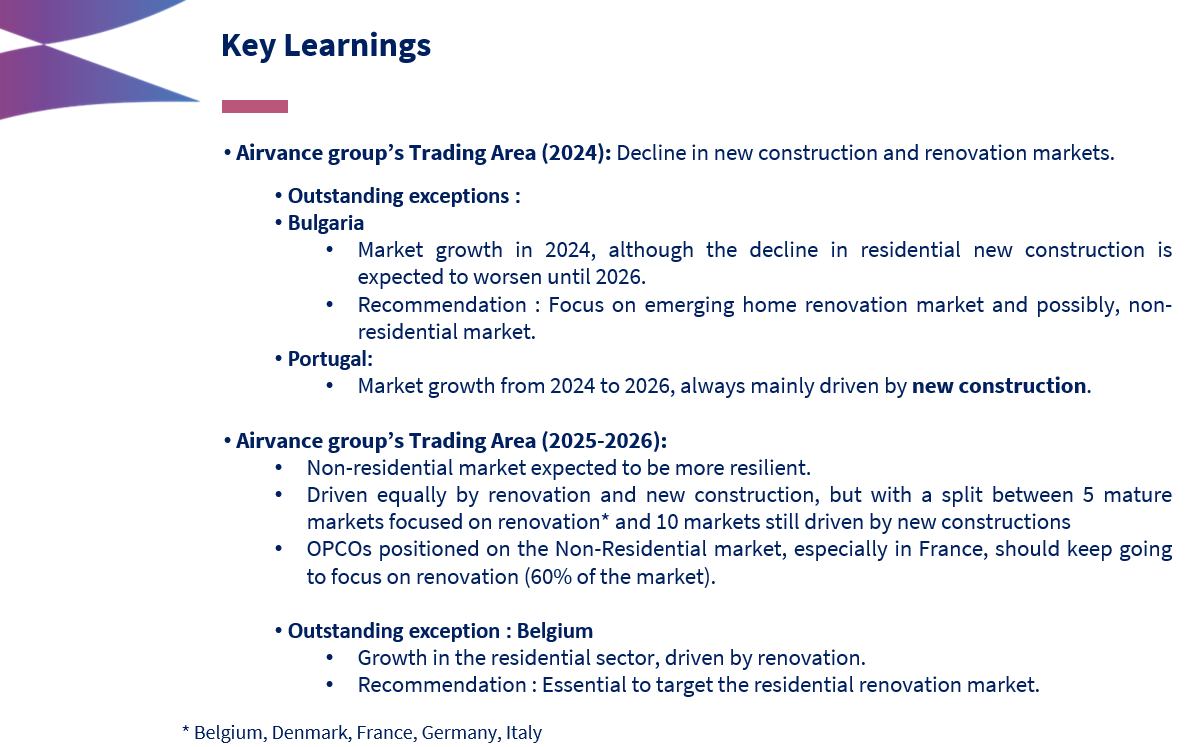 Key Learnings
• Airvance group’s Trading Area (2024): Decline in new construction and renovation markets.
• Outstanding exceptions :
• Bulgaria
• Market growth in 2024, although the decline in residential new construction is
expected to worsen until 2026.
• Recommendation : Focus on emerging home renovation market and possibly, non-
residential market.
• Portugal:
• Market growth from 2024 to 2026, always mainly driven by new construction.
• Airvance group’s Trading Area (2025-2026):
• Non-residential market expected to be more resilient.
• Driven equally by renovation and new construction, but with a split between 5 mature
markets focused on renovation* and 10 markets still driven by new constructions
• OPCOs positioned on the Non-Residential market, especially in France, should keep going
to focus on renovation (60% of the market).
• Outstanding exception : Belgium
• Growth in the residential sector, driven by renovation.
• Recommendation : Essential to target the residential renovation market.
* Belgium, Denmark, France, Germany, Italy